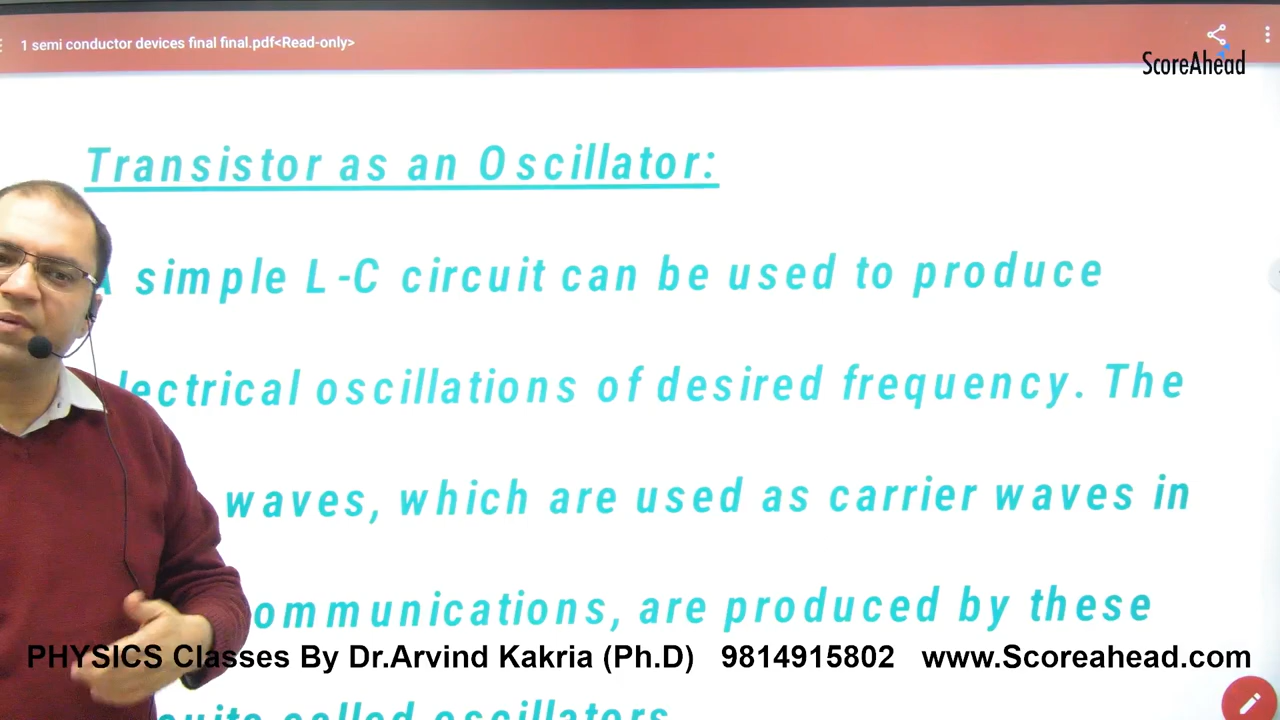 1 semi conductor devices final final.pdf<Read-only>
ScoreAhead
Transistor as an Oscillator:
simple L-C circuit can be used to produce
lectrical oscillations of desired frequency. The
waves, which are used as carrier waves in
ommunications, are produced by these
PHYSICS Classes By Dr.Arvind Kakria (Ph.D) 9814915802 www.Scoreahead.com
called oscillators